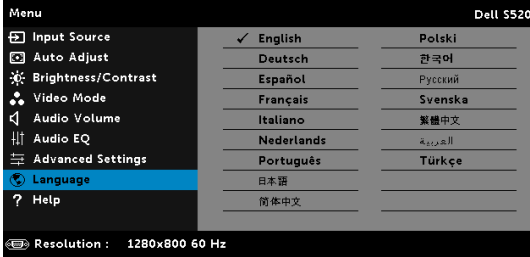 Menu Dell S520
Input Source
Auto Adjust
Brightness/Contrast
Video Mode
Audio Volume
Audio EQ
Advanced Settings
Language
? Help
✓ English
Deutsch
Español
Français
Italiano
Nederlands
Português
日本語
简体中文
Polski
한국어
Русский
Svenska
繁體中文
العربية
Türkçe
Resolution : 1280x800 60 Hz